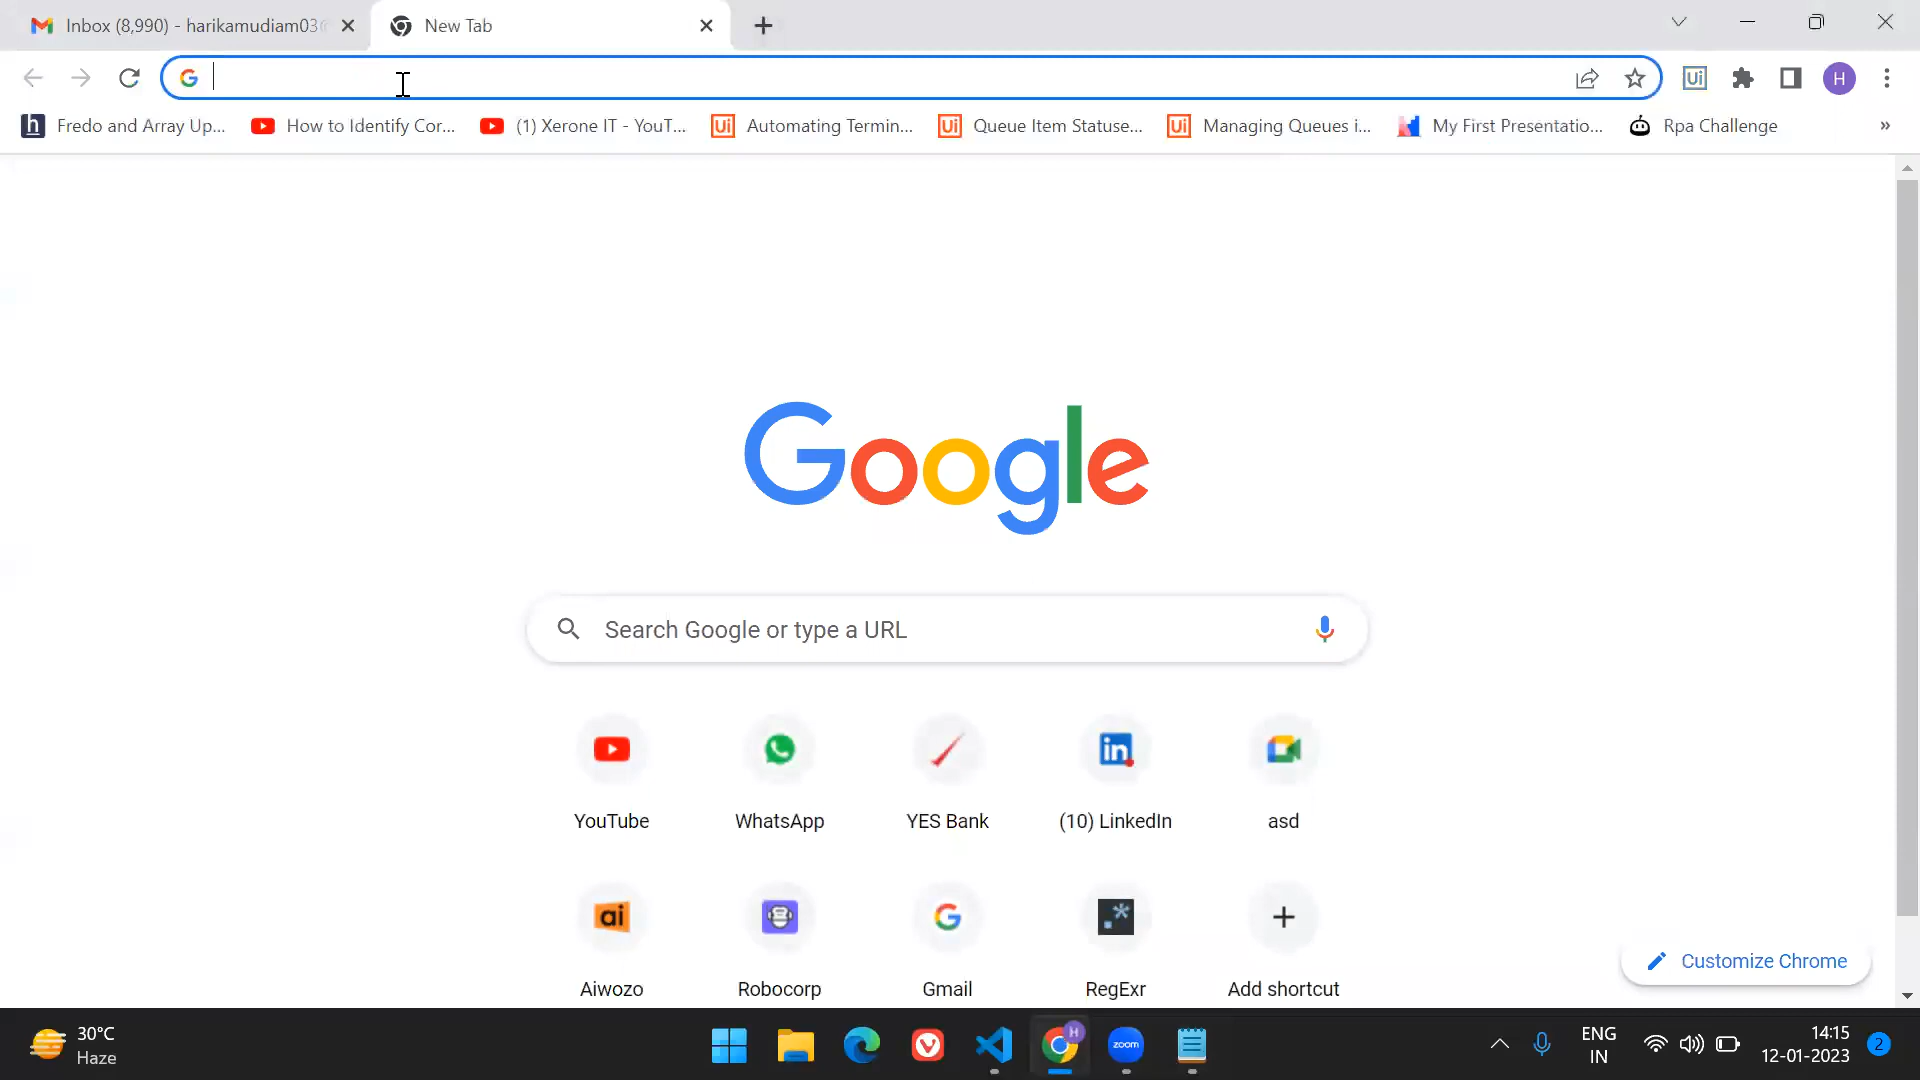 Inbox (8,990) - harikamudiam03
New Tab
Fredo and Array Up...
How to Identify Cor...
(1) Xerone IT - YouT...
Automating Termin...
Queue Item Statuse...
Managing Queues i...
My First Presentatio...
Rpa Challenge
»
Google
Search Google or type a URL
YouTube
WhatsApp
YES Bank
(10) LinkedIn
asd
Aiwozo
Robocorp
Gmail
RegExr
Add shortcut
Customize Chrome
30°C
Haze
zoom
ENG
IN
14:15
12-01-2023
2